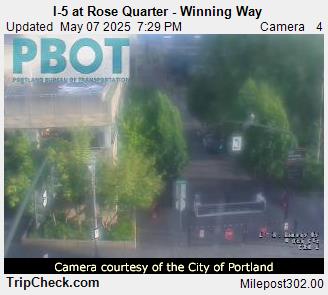 I-5 at Rose Quarter - Winning Way
Updated May 07 2025 7:29 PM Camera 4
PBOT
PORTLAND BUREAU OF TRANSPORTATION
Camera courtesy of the City of Portland
TripCheck.com Milepost302.00